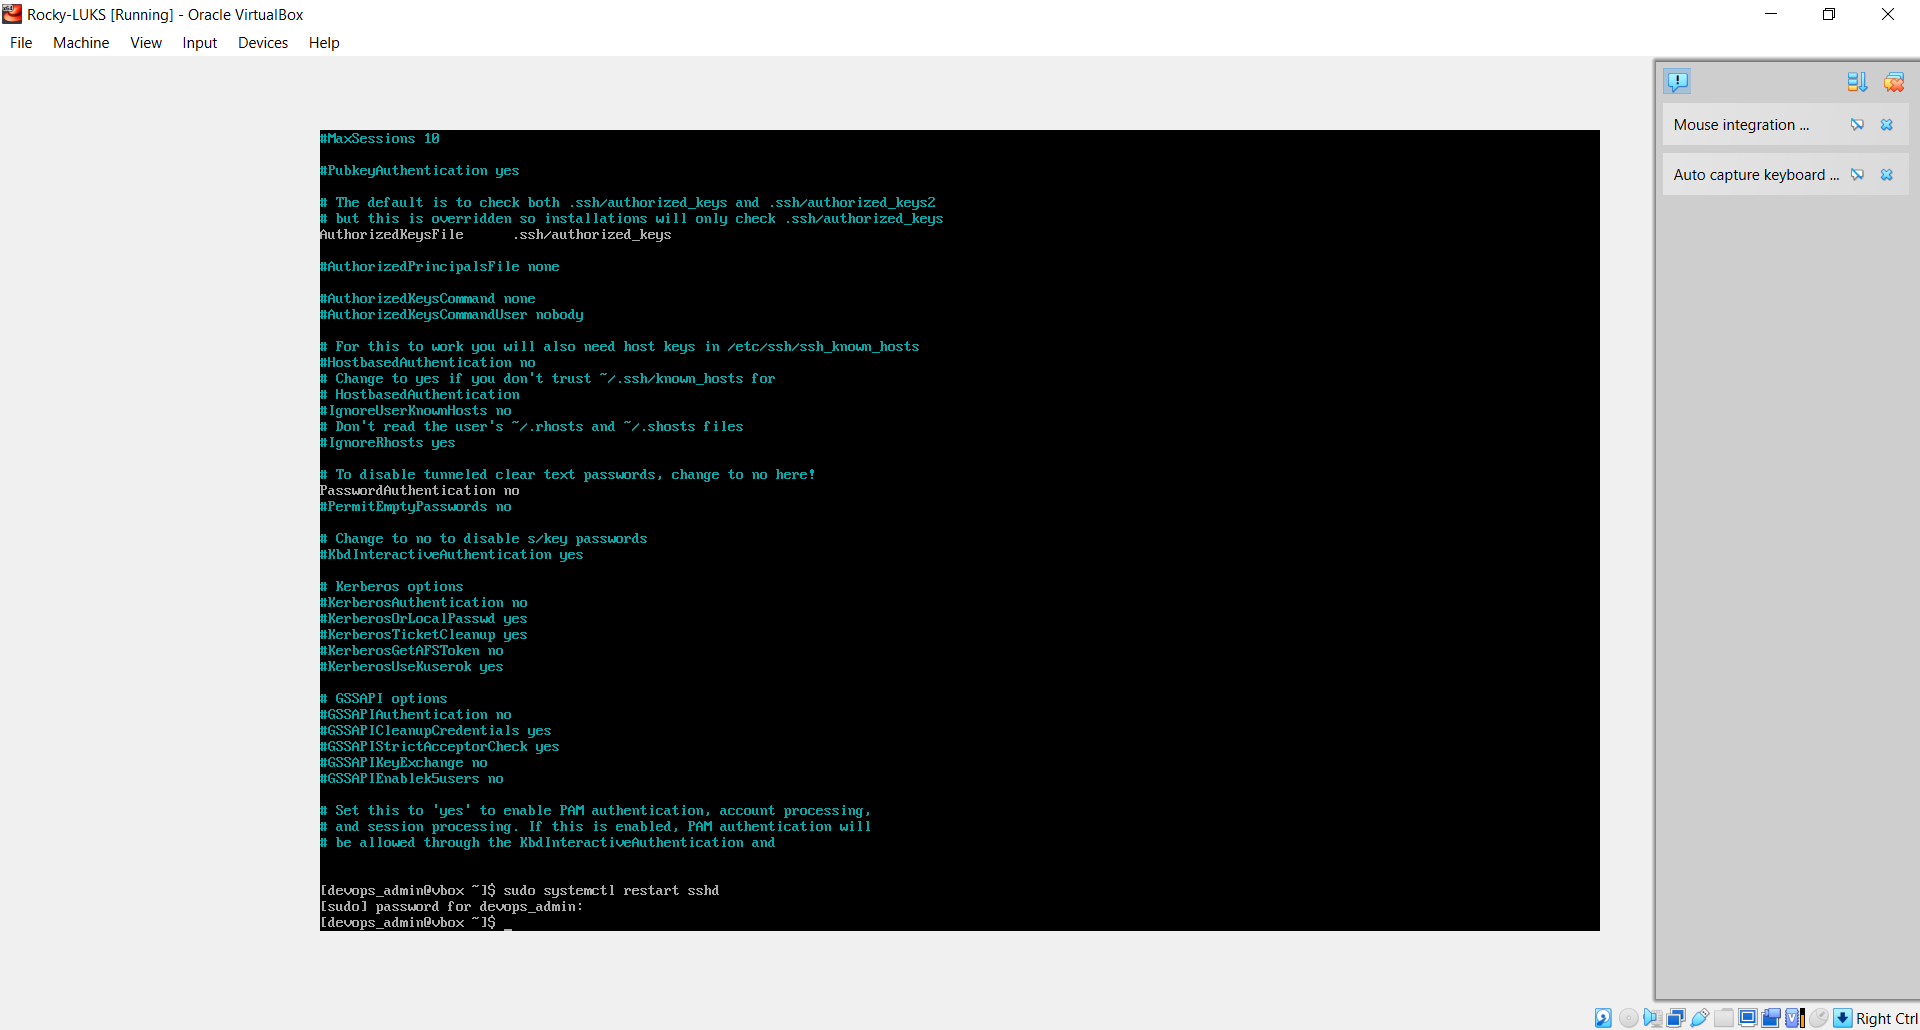 Rocky-LUKS [Running] - Oracle VirtualBox
File Machine View Input Devices Help
#MaxSessions 10
#PubkeyAuthentication yes
# The default is to check both .ssh/authorized_keys and .ssh/authorized_keys2
# but this is overridden so installations will only check .ssh/authorized_keys
AuthorizedKeysFile      .ssh/authorized_keys
#AuthorizedPrincipalsFile none
#AuthorizedKeysCommand none
#AuthorizedKeysCommandUser nobody
# For this to work you will also need host keys in /etc/ssh/ssh_known_hosts
#HostbasedAuthentication no
# Change to yes if you don't trust ~/.ssh/known_hosts for
# HostbasedAuthentication
#IgnoreUserKnownHosts no
# Don't read the user's ~/.rhosts and ~/.shosts files
#IgnoreRhosts yes
# To disable tunneled clear text passwords, change to no here!
PasswordAuthentication no
#PermitEmptyPasswords no
# Change to no to disable s/key passwords
#KbdInteractiveAuthentication yes
# Kerberos options
#KerberosAuthentication no
#KerberosOrLocalPasswd yes
#KerberosTicketCleanup yes
#KerberosGetAFSToken no
#KerberosUseKuserok yes
# GSSAPI options
#GSSAPIAuthentication no
#GSSAPICleanupCredentials yes
#GSSAPIStrictAcceptorCheck yes
#GSSAPIKeyExchange no
#GSSAPIEnablek5users no
# Set this to 'yes' to enable PAM authentication, account processing,
# and session processing. If this is enabled, PAM authentication will
# be allowed through the KbdInteractiveAuthentication and
[devops_admin@vbox ~]$ sudo systemctl restart sshd
[sudo] password for devops_admin:
[devops_admin@vbox ~]$ _
Mouse integration ...
Auto capture keyboard ...
Right Ctrl